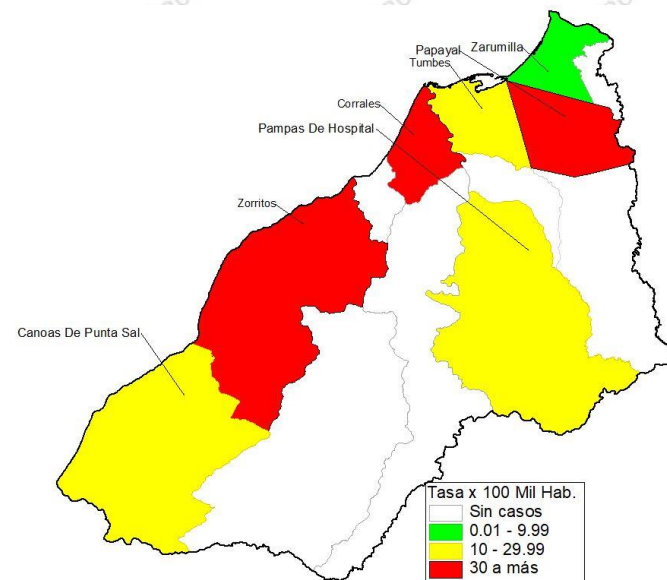 Papayal
Zarumilla
Tumbes
Corrales
Pampas De Hospital
Zorritos
Canoas De Punta Sal
Tasa x 100 Mil Hab.
Sin casos
0.01 - 9.99
10 - 29.99
30 a más